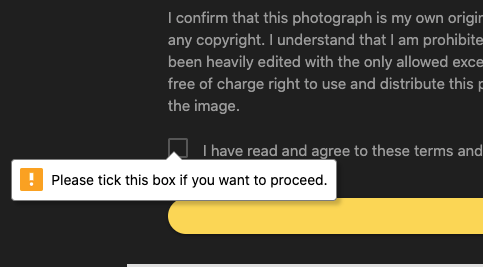 I confirm that this photograph is my own origin
any copyright. I understand that I am prohibite
been heavily edited with the only allowed exce
free of charge right to use and distribute this p
the image.
I have read and agree to these terms and
Please tick this box if you want to proceed.